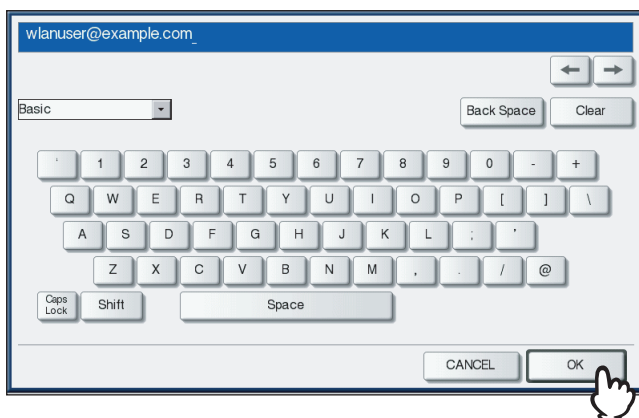 wlanuser@example.com_
← →
Basic Back Space Clear
` 1 2 3 4 5 6 7 8 9 0 - +
Q W E R T Y U I O P [ ] \
A S D F G H J K L ; '
Z X C V B N M , . / @
Caps Lock Shift Space
CANCEL OK